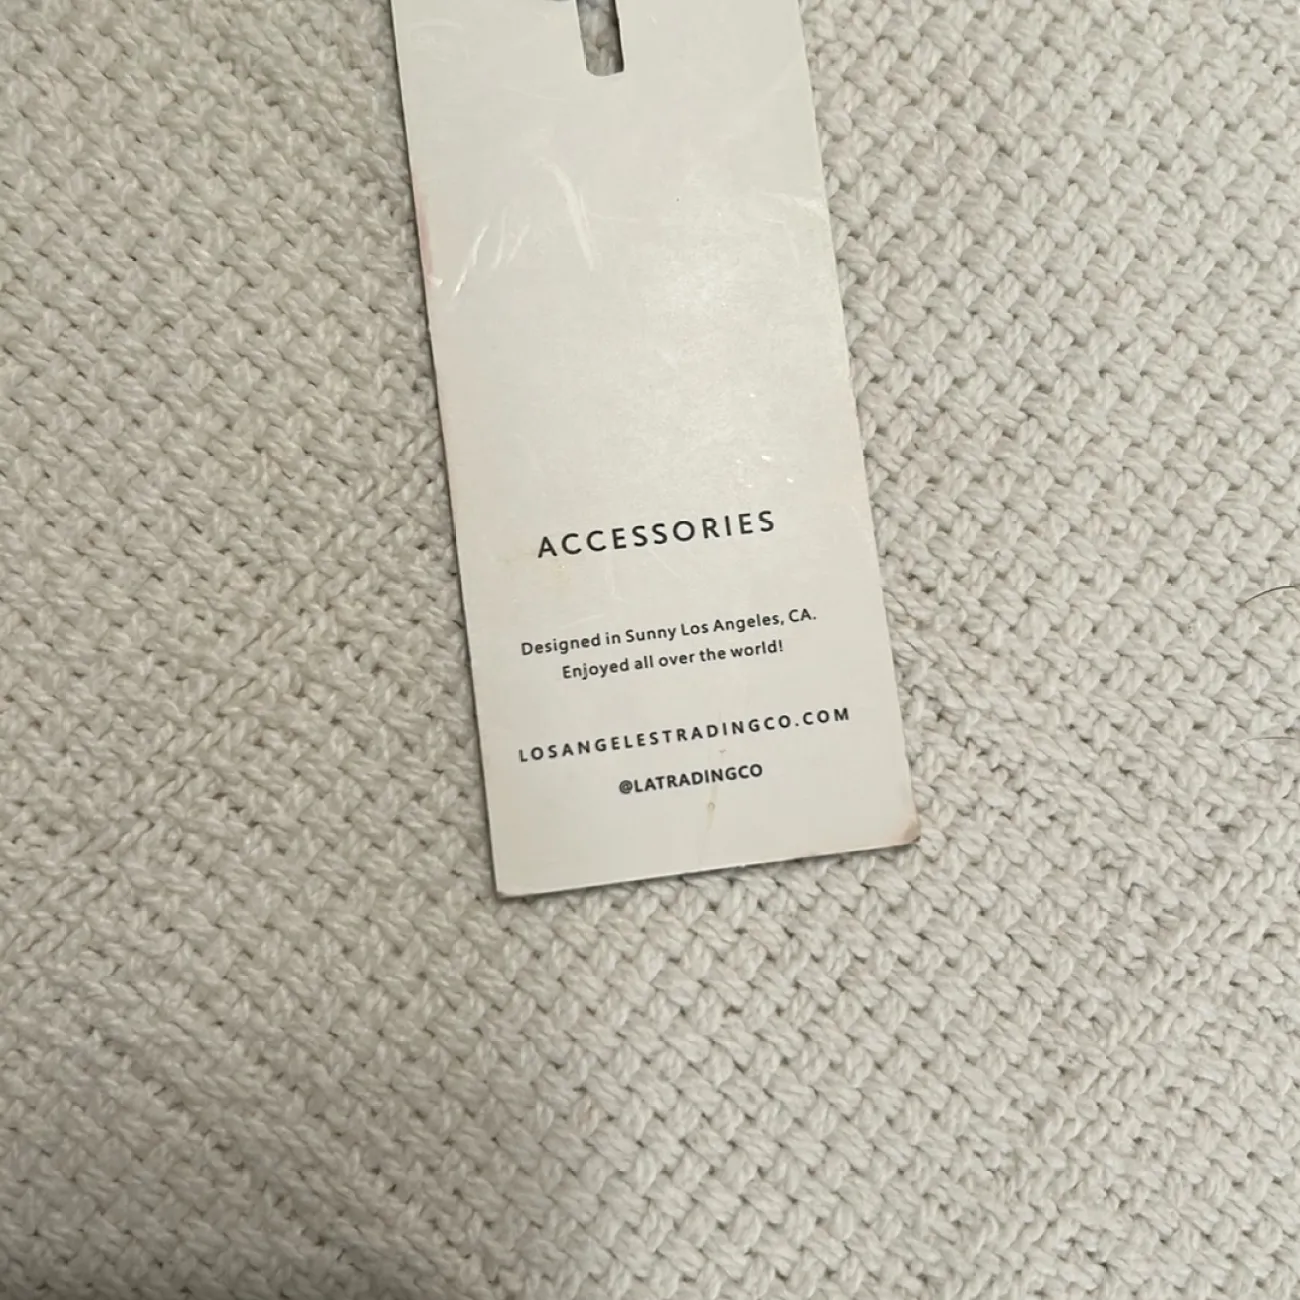 ACCESSORIES
Designed in Sunny Los Angeles, CA.
Enjoyed all over the world!
LOSANGELESTRADINGCO.COM
@LATRADINGCO